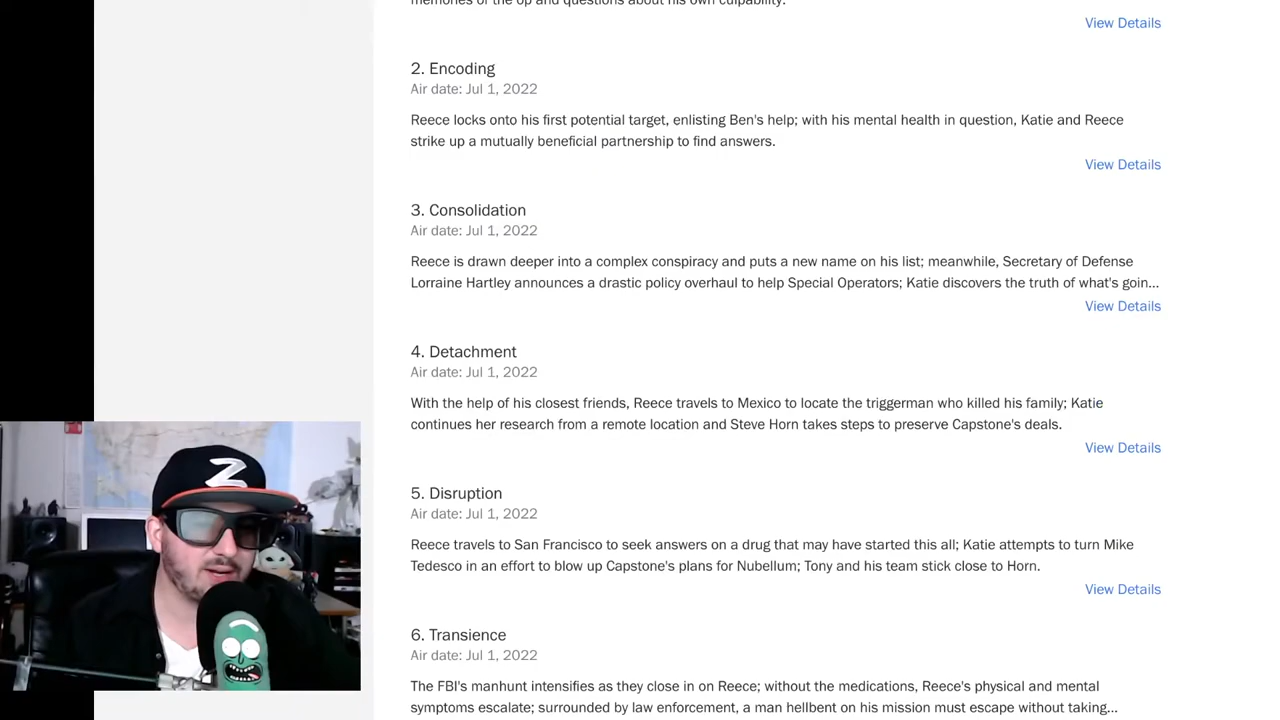 memories of the op and questions about his own culpability.
View Details
2. Encoding
Air date: Jul 1, 2022
Reece locks onto his first potential target, enlisting Ben's help; with his mental health in question, Katie and Reece
strike up a mutually beneficial partnership to find answers.
View Details
3. Consolidation
Air date: Jul 1, 2022
Reece is drawn deeper into a complex conspiracy and puts a new name on his list; meanwhile, Secretary of Defense
Lorraine Hartley announces a drastic policy overhaul to help Special Operators; Katie discovers the truth of what's goin...
View Details
4. Detachment
Air date: Jul 1, 2022
With the help of his closest friends, Reece travels to Mexico to locate the triggerman who killed his family; Katie
continues her research from a remote location and Steve Horn takes steps to preserve Capstone's deals.
View Details
5. Disruption
Air date: Jul 1, 2022
Reece travels to San Francisco to seek answers on a drug that may have started this all; Katie attempts to turn Mike
Tedesco in an effort to blow up Capstone's plans for Nubellum; Tony and his team stick close to Horn.
View Details
6. Transience
Air date: Jul 1, 2022
The FBI's manhunt intensifies as they close in on Reece; without the medications, Reece's physical and mental
symptoms escalate; surrounded by law enforcement, a man hellbent on his mission must escape without taking...
Z